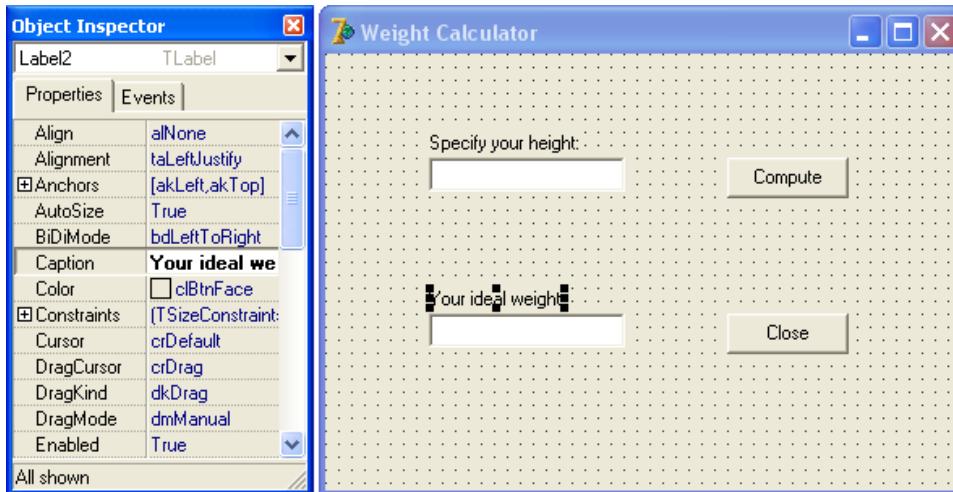 Object Inspector
Label2 TLabel
Properties Events
Align alNone
Alignment taLeftJustify
Anchors [akLeft,akTop]
AutoSize True
BiDiMode bdLeftToRight
Caption Your ideal we
Color clBtnFace
Constraints (TSizeConstraint:
Cursor crDefault
DragCursor crDrag
DragKind dkDrag
DragMode dmManual
Enabled True
All shown
Weight Calculator
Specify your height:
Compute
Your ideal weight
Close